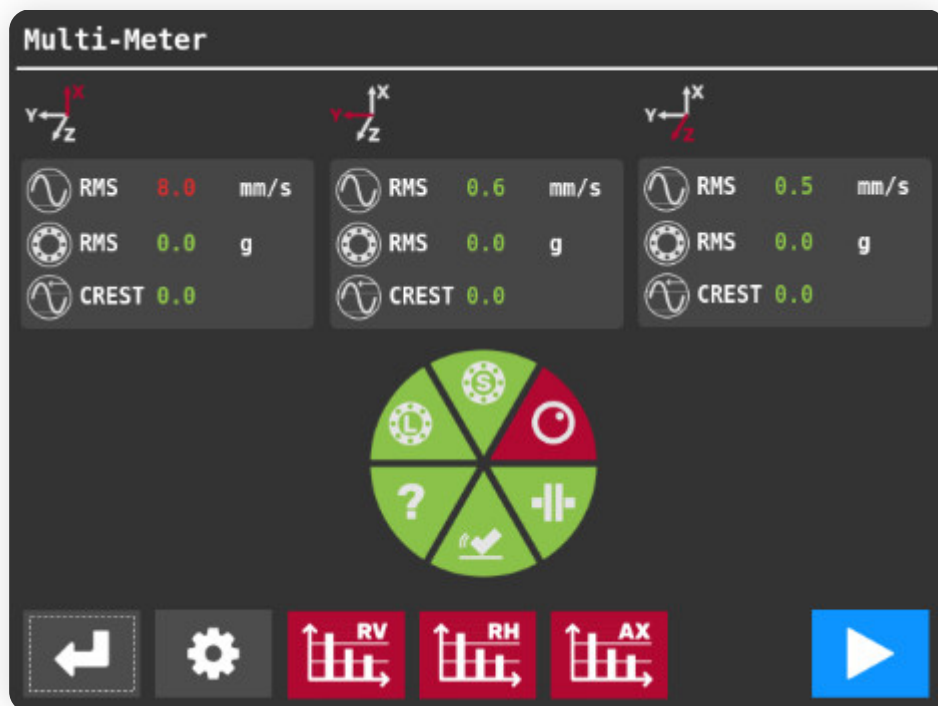 Multi-Meter
X
Y
Z
X
Y
Z
X
Y
Z
RMS 8.0 mm/s
RMS 0.0 g
CREST 0.0
RMS 0.6 mm/s
RMS 0.0 g
CREST 0.0
RMS 0.5 mm/s
RMS 0.0 g
CREST 0.0
S
L
?
RV
RH
AX